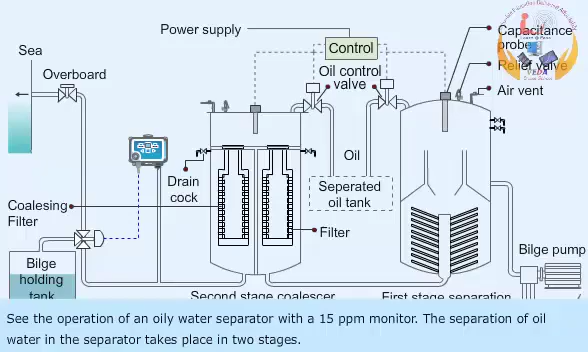 Power supply
Control
Capacitance
probe
Relief valve
Air vent
Sea
Overboard
Oil control
valve
VEDA
Oil
Drain
cock
Seperated
oil tank
Coalesing
Filter
Filter
Bilge pump
Bilge
holding
tank
Second stage coalescer
First stage separation
See the operation of an oily water separator with a 15 ppm monitor. The separation of oil
water in the separator takes place in two stages.